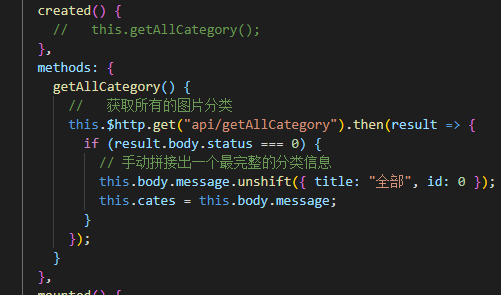 created() {
//   this.getAllCategory();
},
methods: {
getAllCategory() {
//   获取所有的图片分类
this.$http.get("api/getAllCategory").then(result => {
if (result.body.status === 0) {
// 手动拼接出一个最完整的分类信息
this.body.message.unshift({ title: "全部", id: 0 });
this.cates = this.body.message;
}
});
}
},
mounted() {